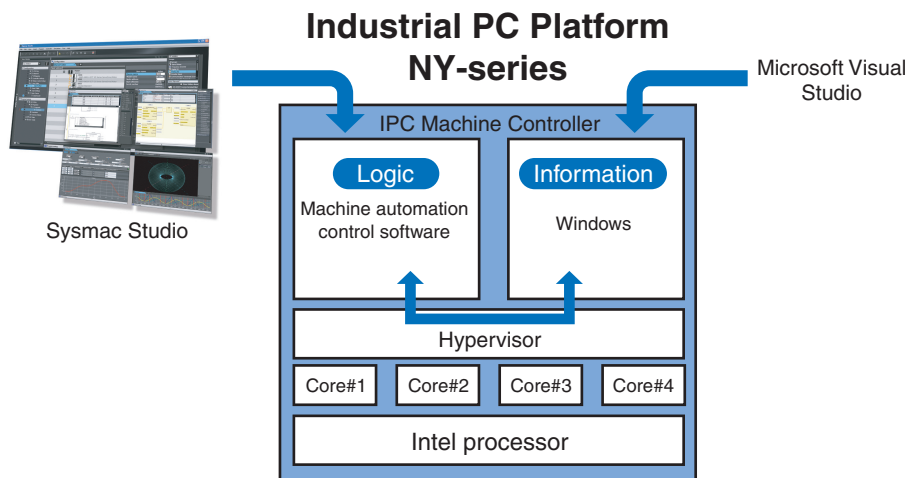 Industrial PC Platform
NY-series
Microsoft Visual
Studio
Sysmac Studio
IPC Machine Controller
Logic
Machine automation
control software
Information
Windows
Hypervisor
Core#1
Core#2
Core#3
Core#4
Intel processor